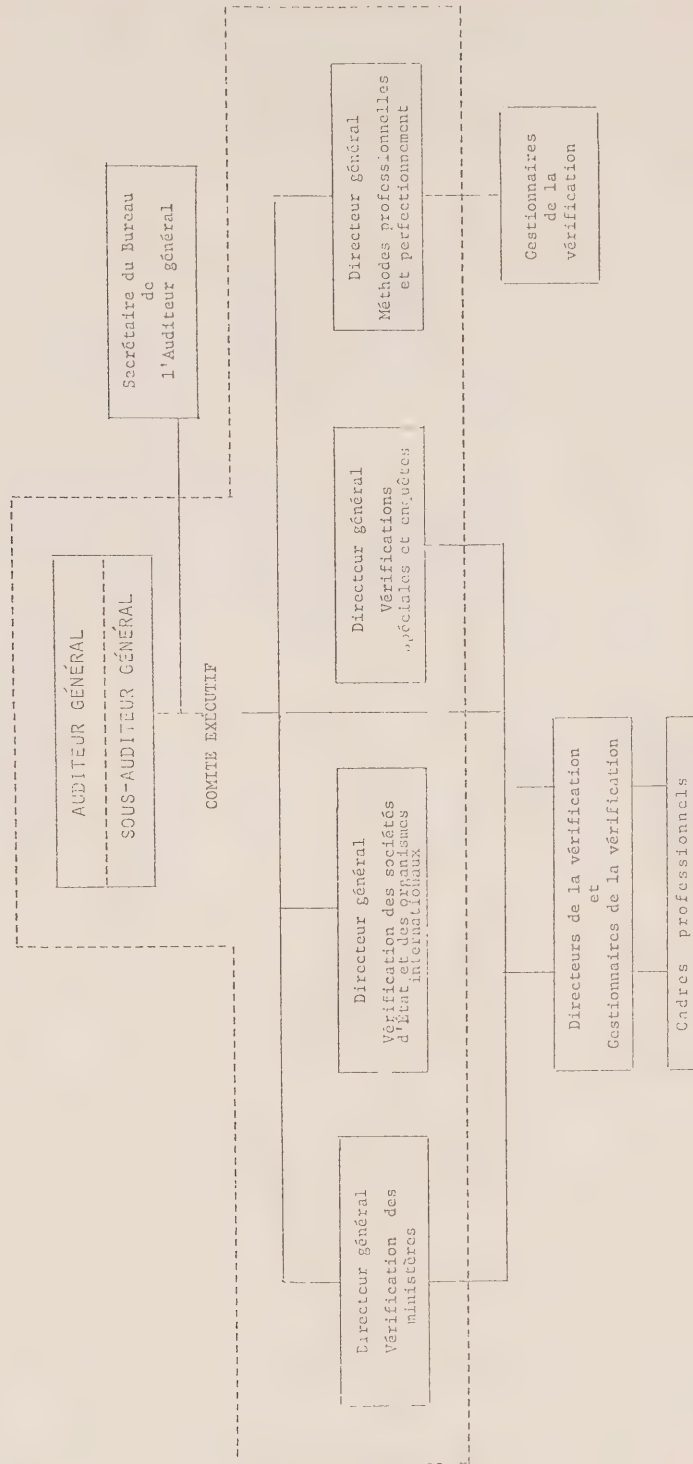 AUDITEUR GÉNÉRAL
SOUS-AUDITEUR GÉNÉRAL
Secrétaire du Bureau
de
l'Auditeur général
COMITE EXÉCUTIF
Directeur général
Vérification des
ministères
Directeur général
Vérification des sociétés
d'État et des organismes
internationaux
Directeur général
Vérifications
spéciales et enquêtes
Directeur général
Méthodes professionnelles
et perfectionnement
Gestionnaires
de la
vérification
Directeurs de la vérification
et
Gestionnaires de la vérification
Cadres professionnels